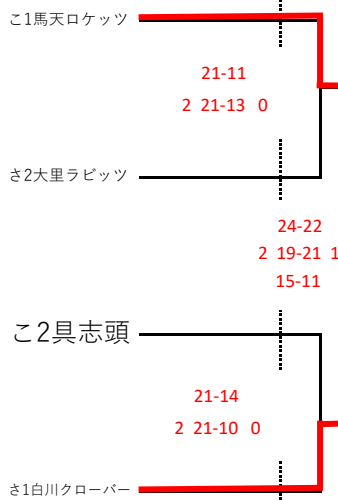 こ1馬天ロケッツ
21-11
2 21-13 0
さ2大里ラビッツ
24-22
2 19-21 1
15-11
こ2具志頭
21-14
2 21-10 0
さ1白川クローバー